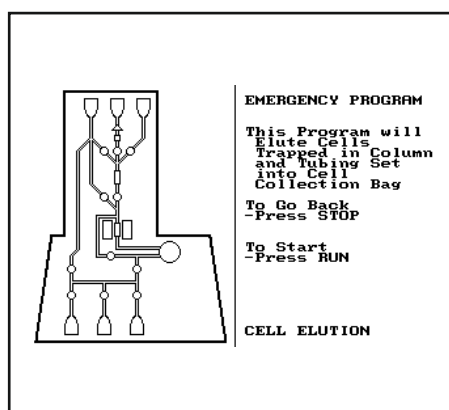 EMERGENCY PROGRAM
This Program will
Elute Cells
Trapped in Column
and Tubing Set
into Cell
Collection Bag
To Go Back
-Press STOP
To Start
-Press RUN
CELL ELUTION